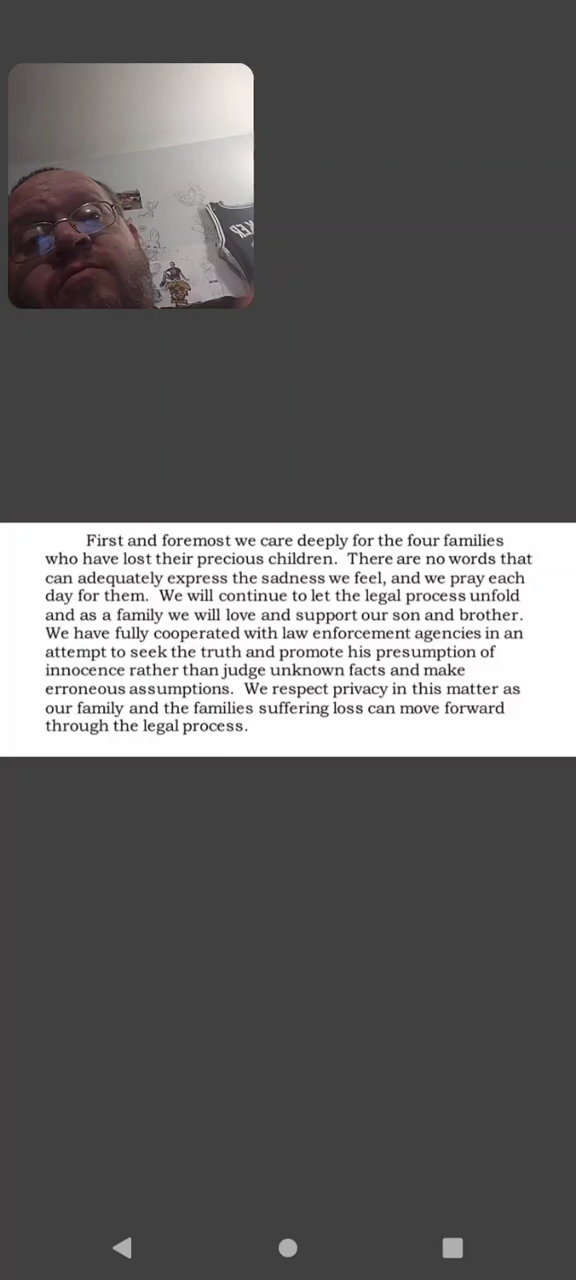 First and foremost we care deeply for the four families
who have lost their precious children.  There are no words that
can adequately express the sadness we feel, and we pray each
day for them.  We will continue to let the legal process unfold
and as a family we will love and support our son and brother.
We have fully cooperated with law enforcement agencies in an
attempt to seek the truth and promote his presumption of
innocence rather than judge unknown facts and make
erroneous assumptions.  We respect privacy in this matter as
our family and the families suffering loss can move forward
through the legal process.